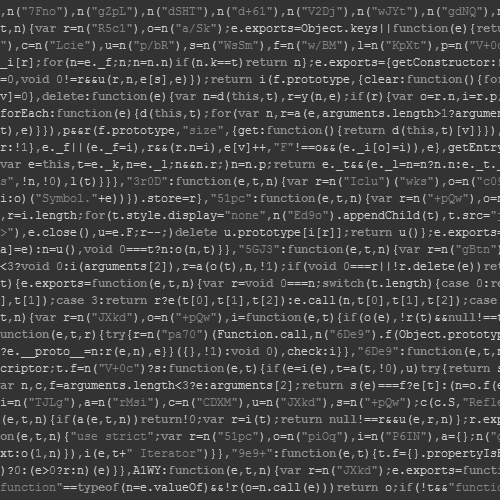 ,n("7Fno"),n("gZpL"),n("dSHT"),n("d+61"),n("V2Dj"),n("wJYt"),n("gdNQ"),n
t,n){var r=n("R5c1"),o=n("a/Sk");e.exports=Object.keys||function(e){retu
"),c=n("Lcie"),u=n("p/bR"),s=n("WsSm"),f=n("w/BM"),l=n("KpXt"),p=n("V+0c
_i[r];for(n=e._f;n;n=n.n)if(n.k==t)return n};e.exports={getConstructor:f
=0,void 0!=r&&u(r,n,e[s],e)});return i(f.prototype,{clear:function(){for
v]=0},delete:function(e){var n=d(this,t),r=y(n,e);if(r){var o=r.n,i=r.p;
forEach:function(e){d(this,t);for(var n,r=a(e,arguments.length>1?argumen
t),e)}}),p&&r(f.prototype,"size",{get:function(){return d(this,t)[v]}}),
r:!1},e._f||(e._f=i),r&&(r.n=i),e[v]++,"F"!==o&&(e._i[o]=i)),e},getEntry
var e=this,t=e._k,n=e._l;n&&n.r;)n=n.p;return e._t&&(e._l=n=n?n.n:e._t._
s",!n,!0),l(t)}}},"3r0D":function(e,t,n){var r=n("Iclu")("wks"),o=n("c09
i:o)("Symbol."+e))}).store=r},"51pc":function(e,t,n){var r=n("+pQw"),o=n
,r=i.length;for(t.style.display="none",n("Ed9o").appendChild(t),t.src="j
>"),e.close(),u=e.F;r--;)delete u.prototype[i[r]];return u()};e.exports=
a]=e):n=u(),void 0===t?n:o(n,t)}},"5GJ3":function(e,t,n){var r=n("gBtn")
<3?void 0:i(arguments[2]),r=a(o(t),n,!1);if(void 0===r||!r.delete(e))ret
t){e.exports=function(e,t,n){var r=void 0===n;switch(t.length){case 0:re
],t[1]);case 3:return r?e(t[0],t[1],t[2]):e.call(n,t[0],t[1],t[2]);case
t,n){var r=n("JXkd"),o=n("+pQw"),i=function(e,t){if(o(e),!r(t)&&null!==t
unction(e,t,r){try{r=n("pa70")(Function.call,n("6De9").f(Object.prototyp
?e.__proto__=n:r(e,n),e}}({},!1):void 0),check:i}},"6De9":function(e,t,n
criptor;t.f=n("V+0c")?s:function(e,t){if(e=i(e),t=a(t,!0),u)try{return s
var n,c,f=arguments.length<3?e:arguments[2];return s(e)===f?e[t]:(n=o.f(e
i=n("TJLg"),a=n("rMsi"),c=n("CDXM"),u=n("JXkd"),s=n("+pQw");c(c.S,"Refle
(e,t,n){if(a(e,t,n))return!0;var r=i(t);return null!==r&&u(e,r,n)};r.exp
on(e,t,n){"use strict";var r=n("51pc"),o=n("piOq"),i=n("P6IN"),a={};n("g
xt:o(1,n)}),i(e,t+" Iterator")}},"9e9+":function(e,t){t.f={}.propertyIsE
)?0:(e>0?r:n)(e)}},A1WY:function(e,t,n){var r=n("JXkd");e.exports=functi
function"==typeof(n=e.valueOf)&&!r(o=n.call(e)))return o;if(!t&&"functio